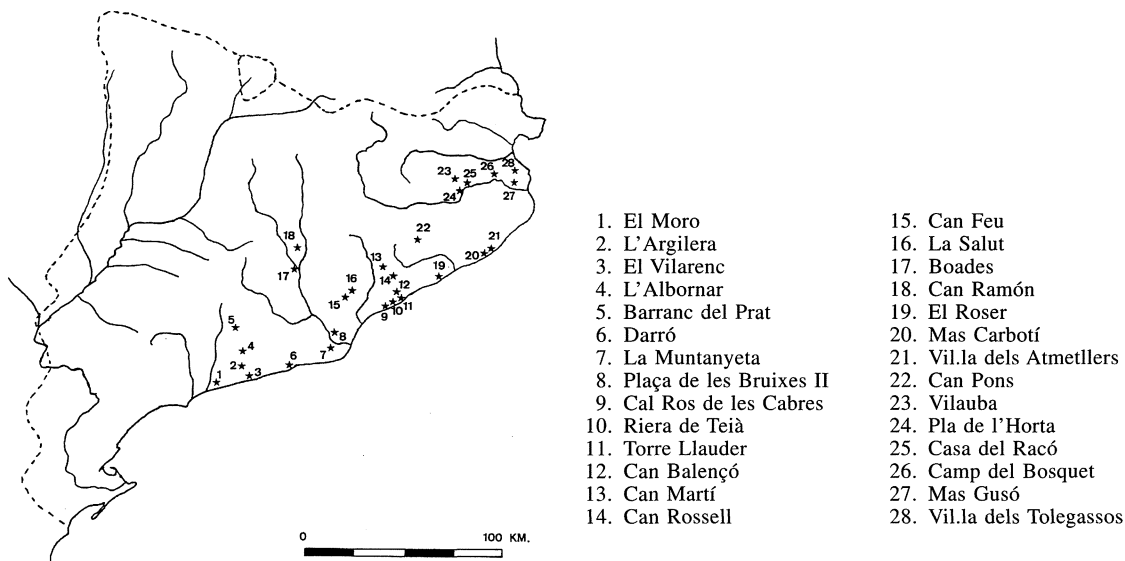 28
23
25
26
24
27
22
21
18
13
20
17
14
19
16
12
15
11
10
9
5
8
4
7
2
6
3
1
0
100 KM.
1. El Moro
2. L'Argilera
3. El Vilarenc
4. L'Albornar
5. Barranc del Prat
6. Darró
7. La Muntanyeta
8. Plaça de les Bruixes II
9. Cal Ros de les Cabres
10. Riera de Teià
11. Torre Llauder
12. Can Balençó
13. Can Martí
14. Can Rossell
15. Can Feu
16. La Salut
17. Boades
18. Can Ramón
19. El Roser
20. Mas Carbotí
21. Vil.la dels Atmetllers
22. Can Pons
23. Vilauba
24. Pla de l'Horta
25. Casa del Racó
26. Camp del Bosquet
27. Mas Gusó
28. Vil.la dels Tolegassos